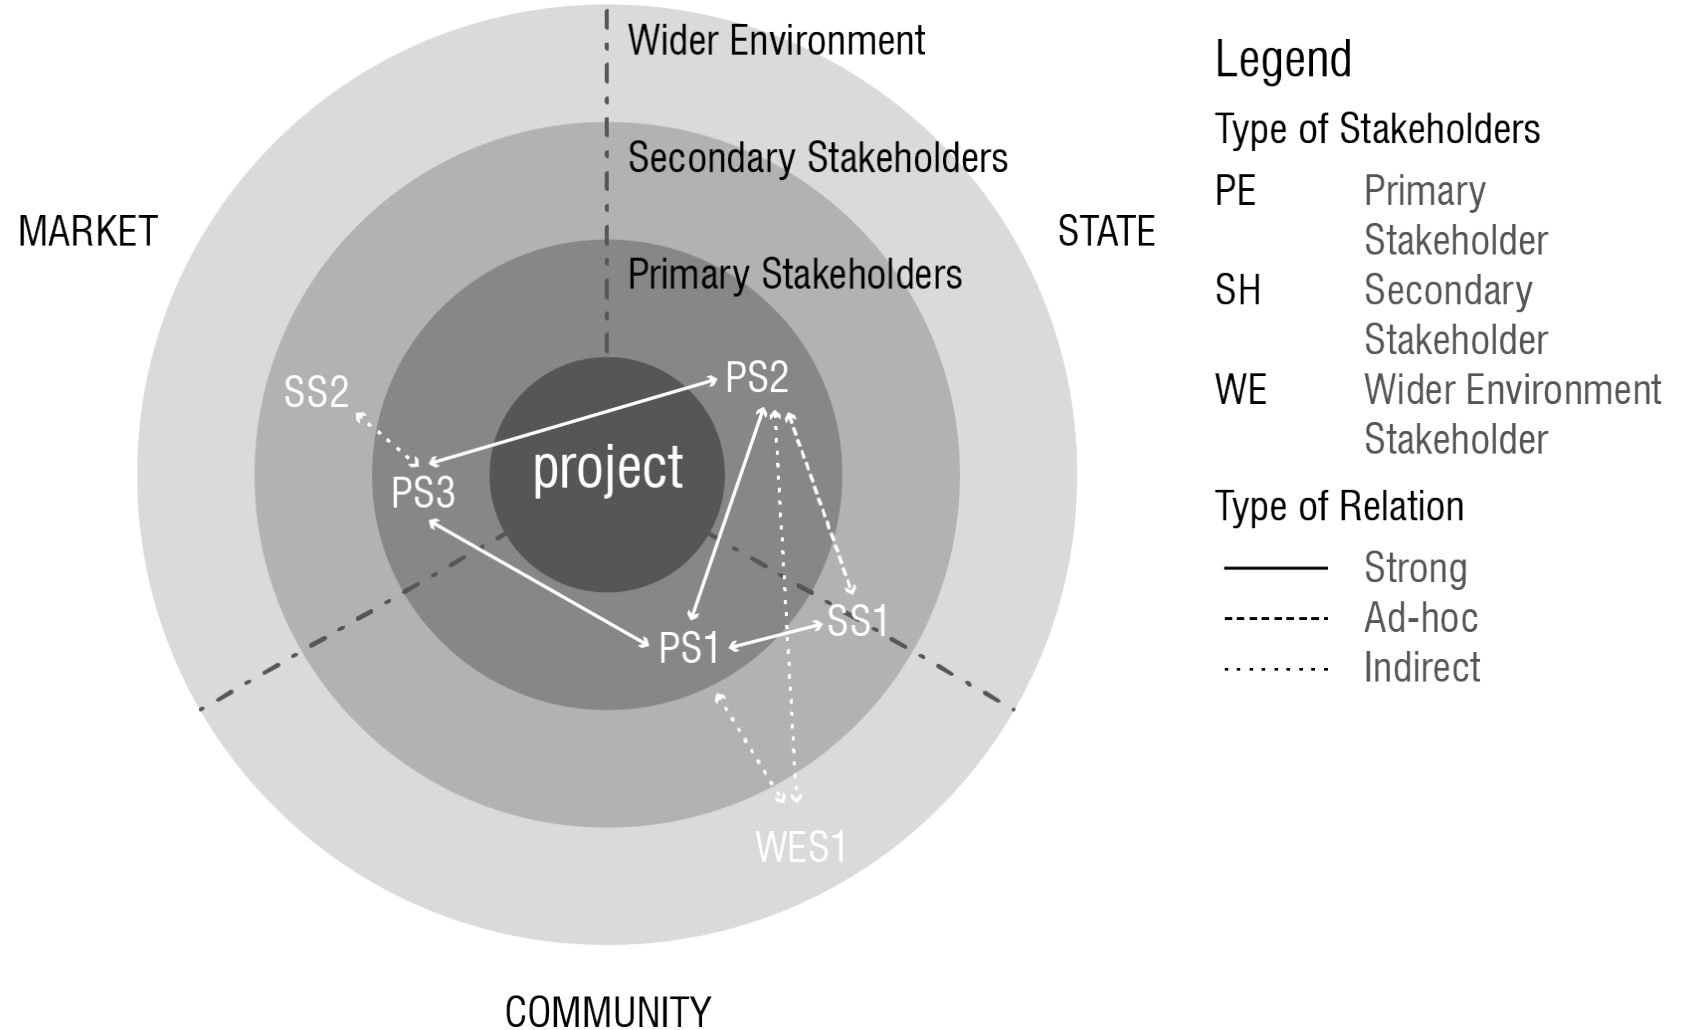 Wider Environment
Secondary Stakeholders
MARKET
STATE
Primary Stakeholders
PS2
SS2
project
PS3
SS1
PS1
WES1
COMMUNITY
Legend
Type of Stakeholders
PE Primary
Stakeholder
SH Secondary
Stakeholder
WE Wider Environment
Stakeholder
Type of Relation
Strong
Ad-hoc
Indirect